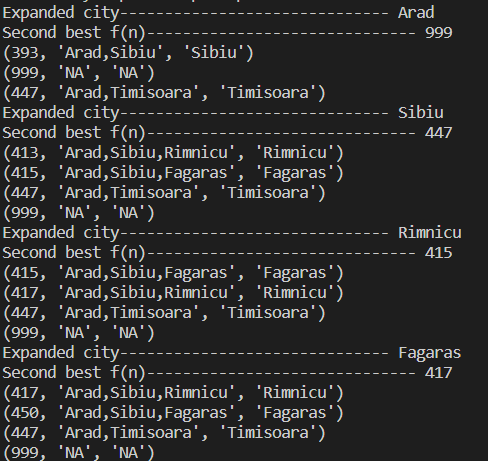 Expanded city------------------------------ Arad
Second best f(n)------------------------------ 999
(393, 'Arad,Sibiu', 'Sibiu')
(999, 'NA', 'NA')
(447, 'Arad,Timisoara', 'Timisoara')
Expanded city------------------------------ Sibiu
Second best f(n)------------------------------ 447
(413, 'Arad,Sibiu,Rimnicu', 'Rimnicu')
(415, 'Arad,Sibiu,Fagaras', 'Fagaras')
(447, 'Arad,Timisoara', 'Timisoara')
(999, 'NA', 'NA')
Expanded city------------------------------ Rimnicu
Second best f(n)------------------------------ 415
(415, 'Arad,Sibiu,Fagaras', 'Fagaras')
(417, 'Arad,Sibiu,Rimnicu', 'Rimnicu')
(447, 'Arad,Timisoara', 'Timisoara')
(999, 'NA', 'NA')
Expanded city------------------------------ Fagaras
Second best f(n)------------------------------ 417
(417, 'Arad,Sibiu,Rimnicu', 'Rimnicu')
(450, 'Arad,Sibiu,Fagaras', 'Fagaras')
(447, 'Arad,Timisoara', 'Timisoara')
(999, 'NA', 'NA')